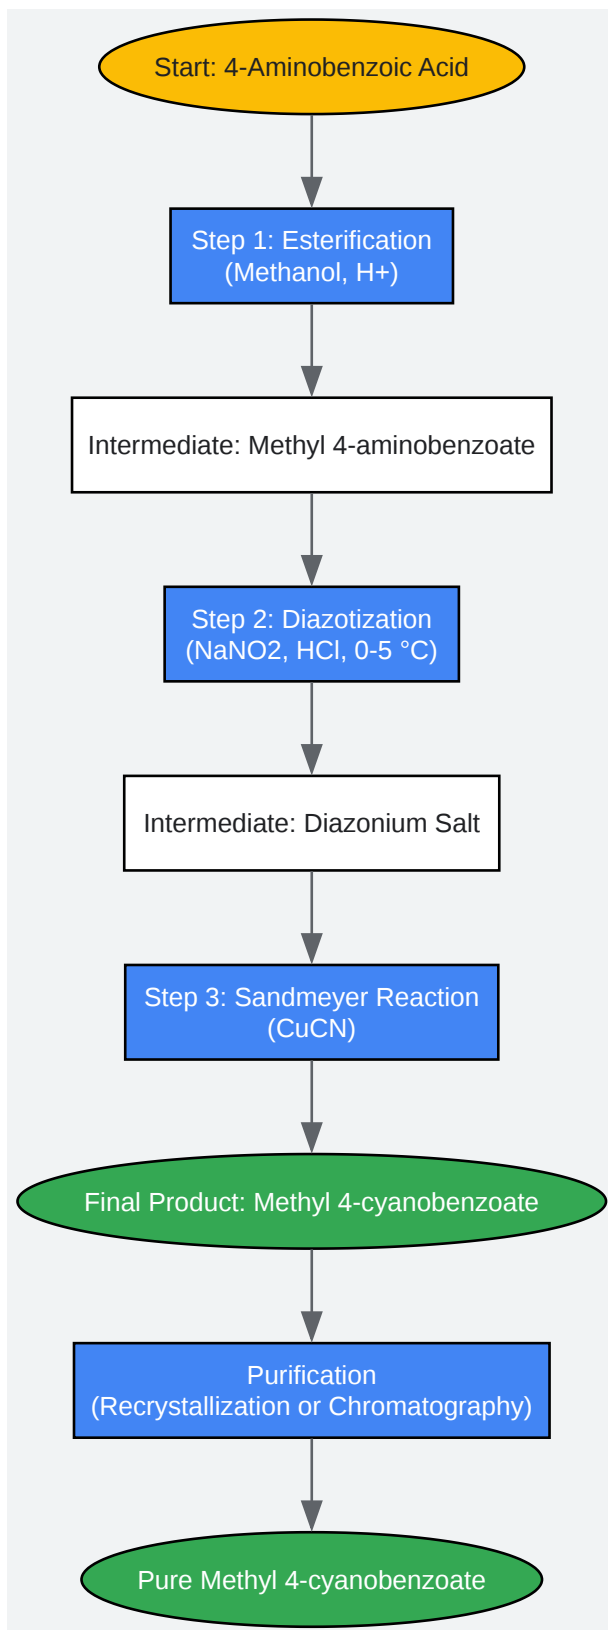 Start: 4-Aminobenzoic Acid
Step 1: Esterification
(Methanol, H+)
Intermediate: Methyl 4-aminobenzoate
Step 2: Diazotization
(NaNO2, HCl, 0-5 °C)
Intermediate: Diazonium Salt
Step 3: Sandmeyer Reaction
(CuCN)
Final Product: Methyl 4-cyanobenzoate
Purification
(Recrystallization or Chromatography)
Pure Methyl 4-cyanobenzoate